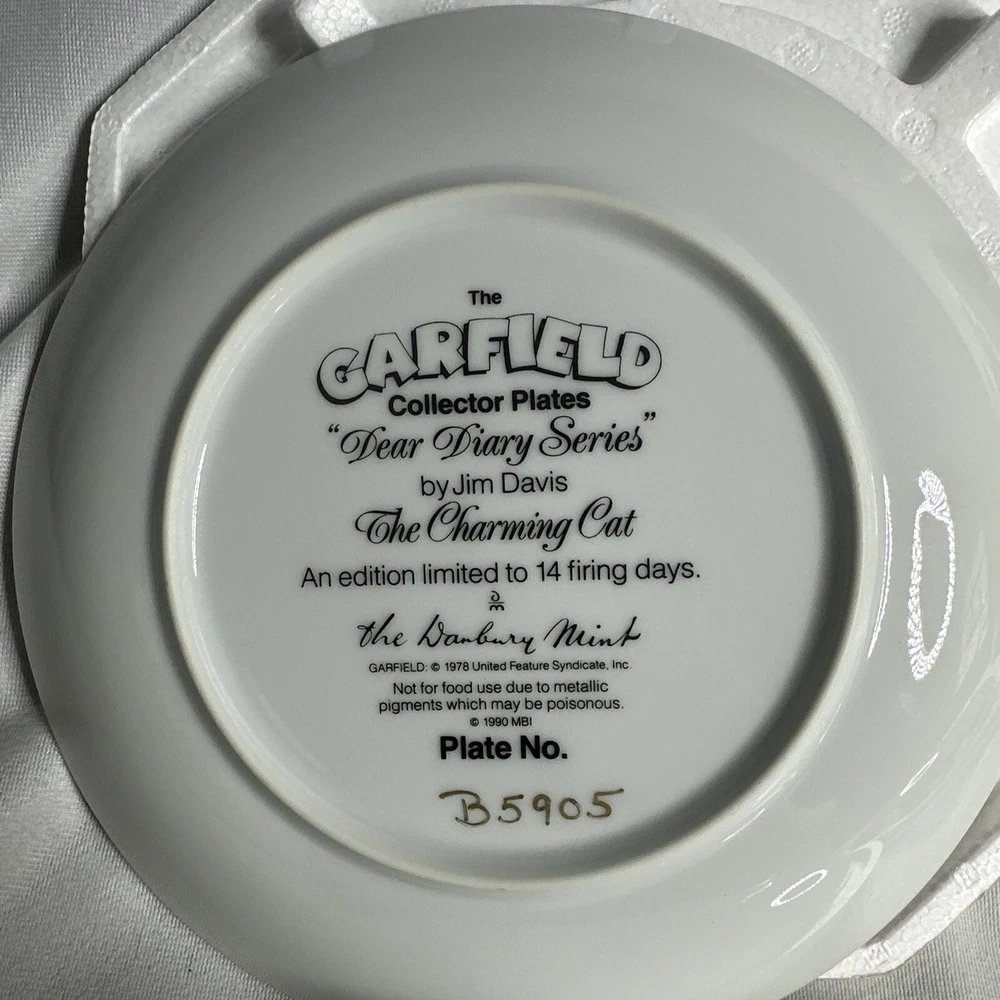 The
GARFIELD
Collector Plates
"Dear Diary Series"
by Jim Davis
The Charming Cat
An edition limited to 14 firing days.
the Danbury Mint
GARFIELD: © 1978 United Feature Syndicate, Inc.
Not for food use due to metallic
pigments which may be poisonous.
© 1990 MBI
Plate No.
B5905